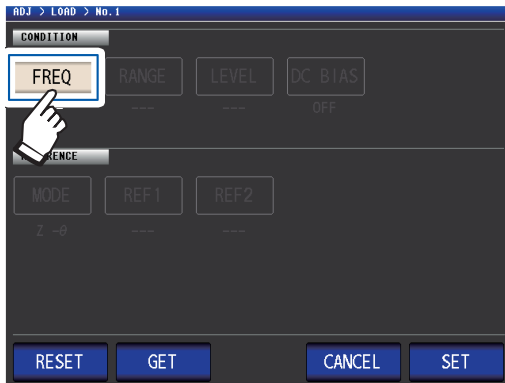 ADJ > LOAD > No.1
CONDITION
FREQ RANGE LEVEL DC BIAS
--- --- OFF
MODE REF1 REF2
Z -θ --- ---
RESET GET CANCEL SET